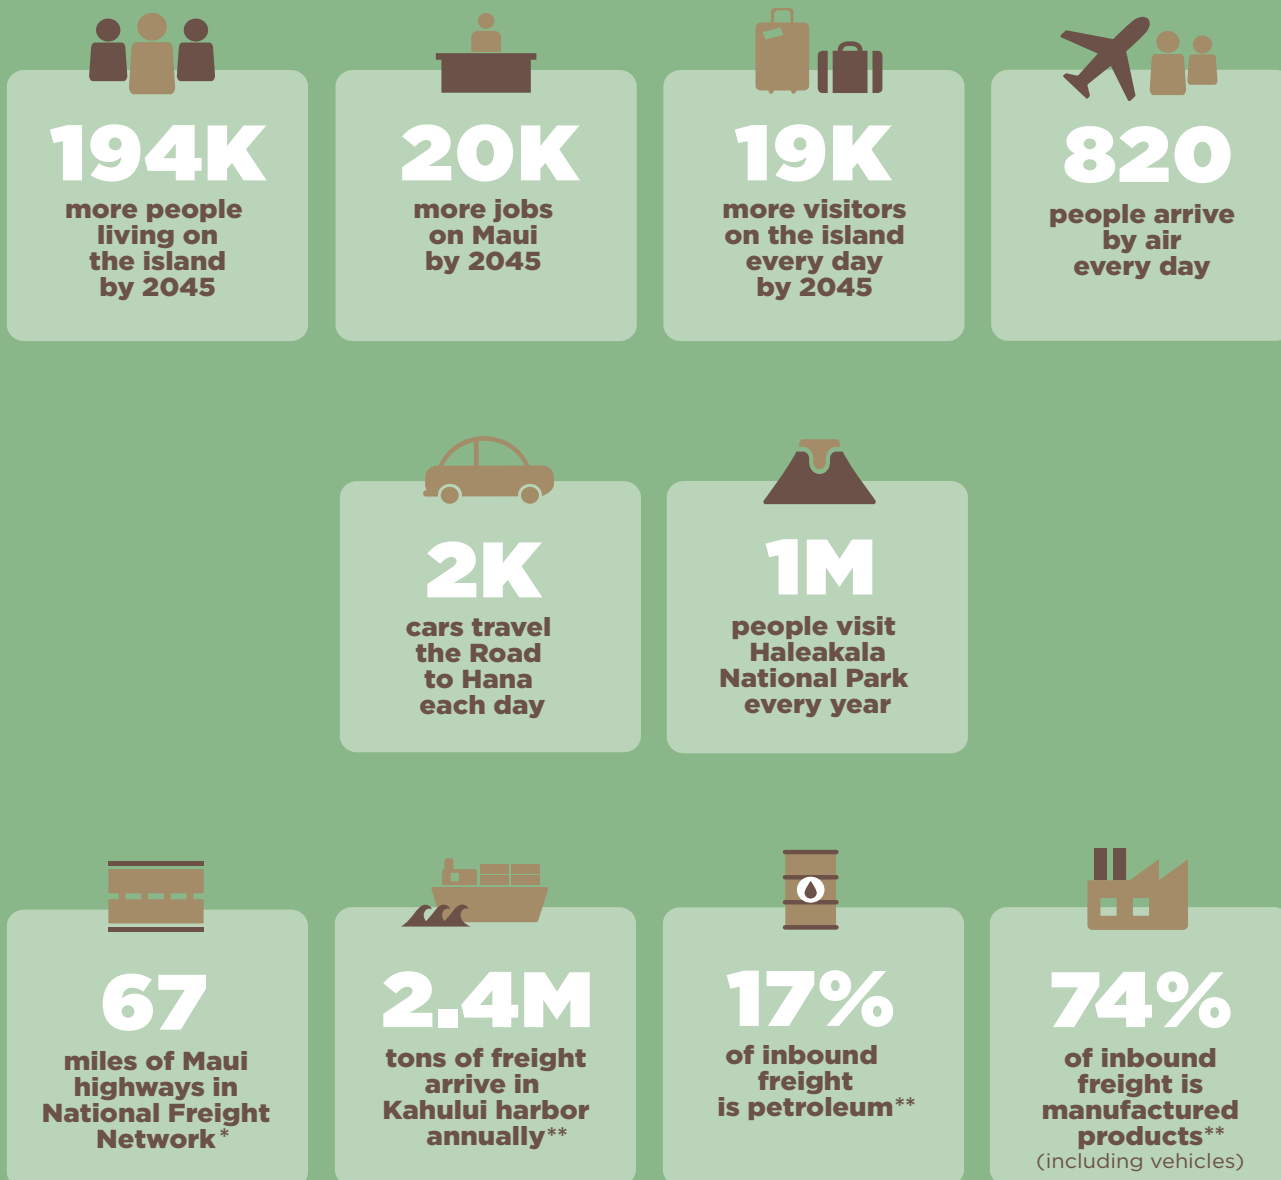 194K
more people
living on
the island
by 2045
20K
more jobs
on Maui
by 2045
19K
more visitors
on the island
every day
by 2045
820
people arrive
by air
every day
2K
cars travel
the Road
to Hana
each day
1M
people visit
Haleakala
National Park
every year
67
miles of Maui
highways in
National Freight
Network*
2.4M
tons of freight
arrive in
Kahului harbor
annually**
17%
of inbound
freight
is petroleum**
74%
of inbound
freight is
manufactured
products**
(including vehicles)